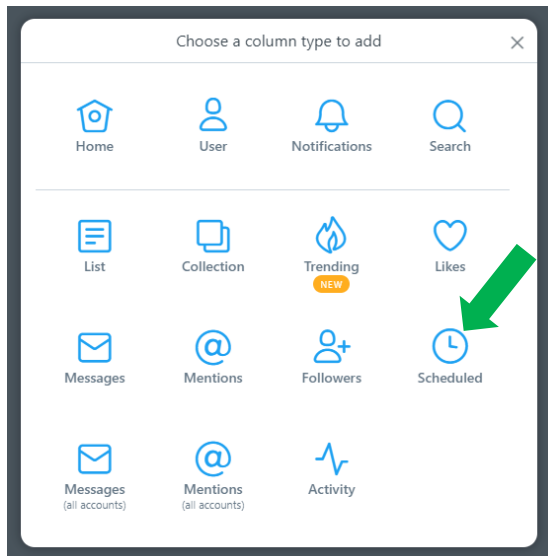 Choose a column type to add
Home
User
Notifications
Search
List
Collection
Trending
NEW
Likes
Messages
Mentions
Followers
Scheduled
Messages
(all accounts)
Mentions
(all accounts)
Activity